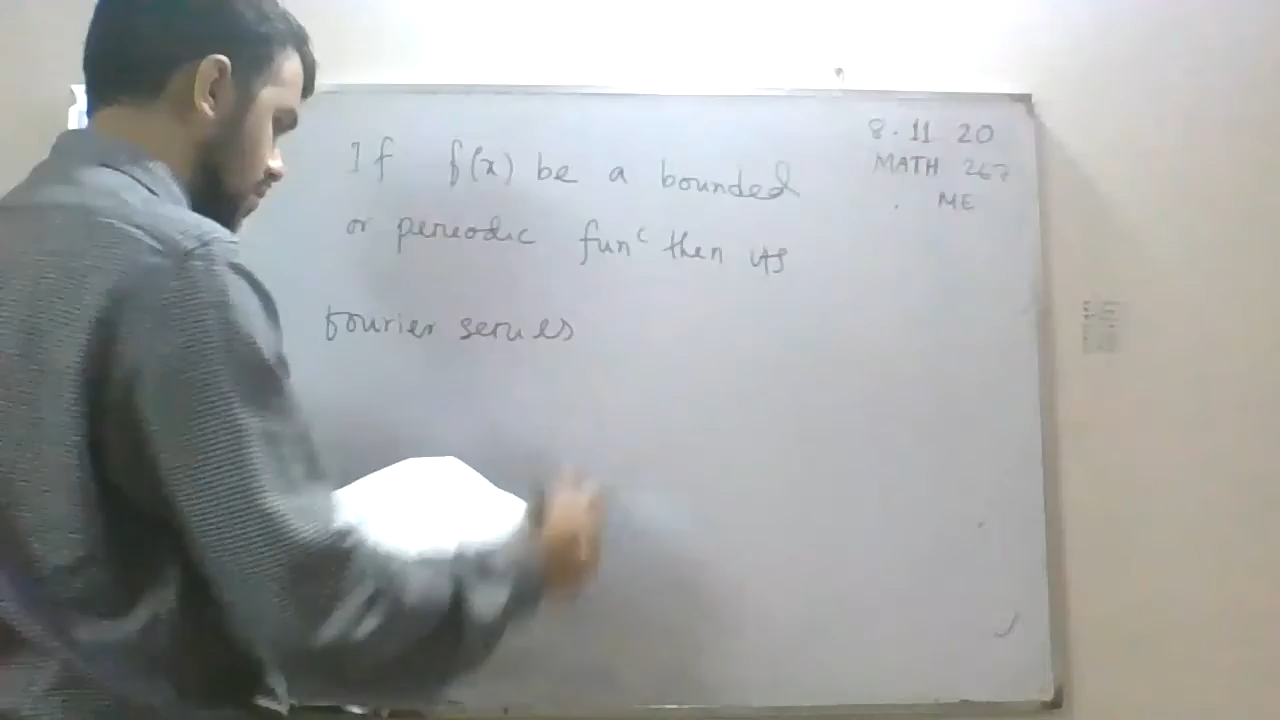 8.11 20
MATH 267
ME
If f(x) be a bounded
or periodic funᶜ then its
fourier series